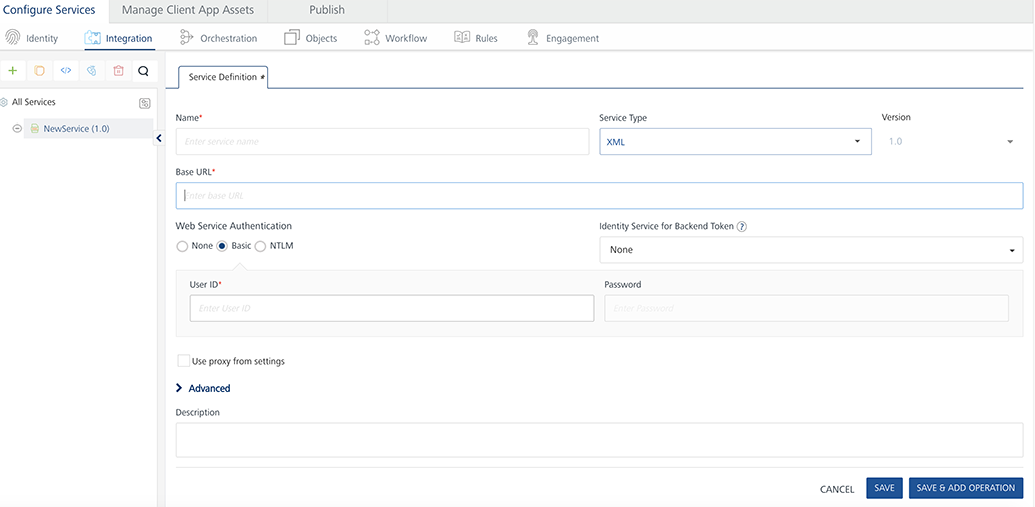 Configure Services Manage Client App Assets Publish
Identity Integration Orchestration Objects Workflow Rules Engagement
All Services
NewService (1.0)
Service Definition *
Name* Service Type Version
Enter service name XML 1.0
Base URL*
Enter base URL
Web Service Authentication Identity Service for Backend Token ?
None Basic NTLM None
User ID* Password
Enter User ID Enter Password
Use proxy from settings
Advanced
Description
CANCEL SAVE SAVE & ADD OPERATION